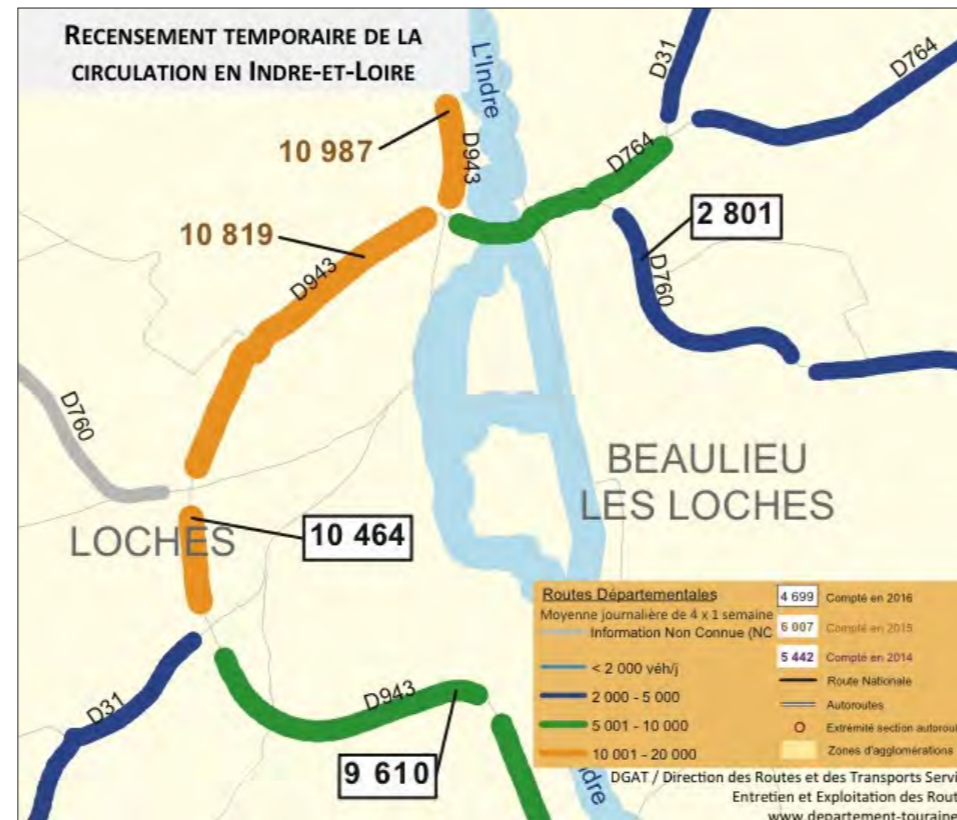 RECENSEMENT TEMPORAIRE DE LA
CIRCULATION EN INDRE-ET-LOIRE
L'Indre
D31
D764
10 987
D943
D764
2 801
10 819
D943
D760
D760
BEAULIEU
LES LOCHES
LOCHES
10 464
D31
D943
9 610
Routes Départementales
Moyenne journalière de 4 x 1 semaine
Information Non Connue (NC
< 2 000 véh/j
2 000 - 5 000
5 001 - 10 000
10 001 - 20 000
4 699 Compté en 2016
6 007 Compté en 2015
5 442 Compté en 2014
Route Nationale
Autoroutes
Extrémité section autorout
Zones d'agglomérations
ndre
DGAT / Direction des Routes et des Transports Servi
Entretien et Exploitation des Rout
www.departement-touraine